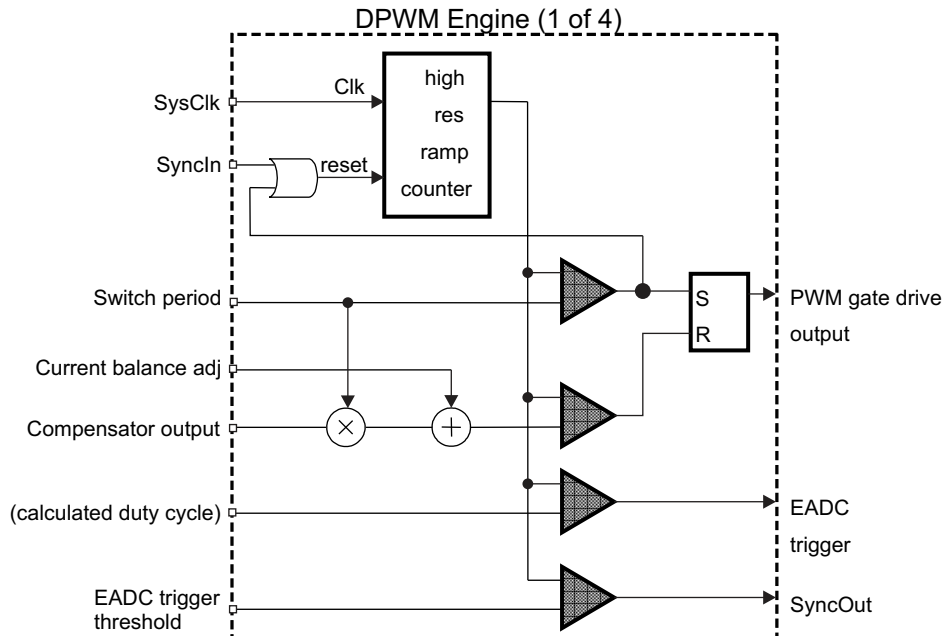 DPWM Engine (1 of 4)
SysClk
Clk
high
res
ramp
counter
SyncIn
reset
Switch period
S
R
PWM gate drive
output
Current balance adj
Compensator output
×
+
(calculated duty cycle)
EADC
trigger
EADC trigger
threshold
SyncOut